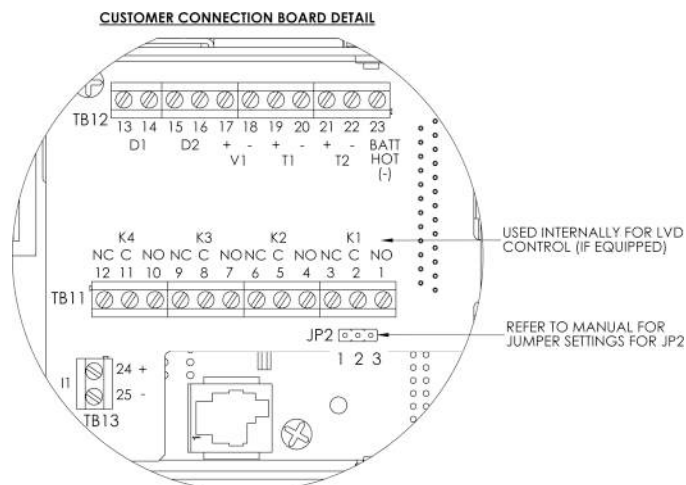 CUSTOMER CONNECTION BOARD DETAIL
TB12
13 14 15 16 17 18 19 20 21 22 23
D1 D2 + - + - + - BATT
V1 T1 T2 HOT
(-)
K4 K3 K2 K1
NC C NO NC C NO NC C NO NC C NO
12 11 10 9 8 7 6 5 4 3 2 1
TB11
USED INTERNALLY FOR LVD
CONTROL (IF EQUIPPED)
JP2
1 2 3
REFER TO MANUAL FOR
JUMPER SETTINGS FOR JP2
I1
24 +
25 -
TB13